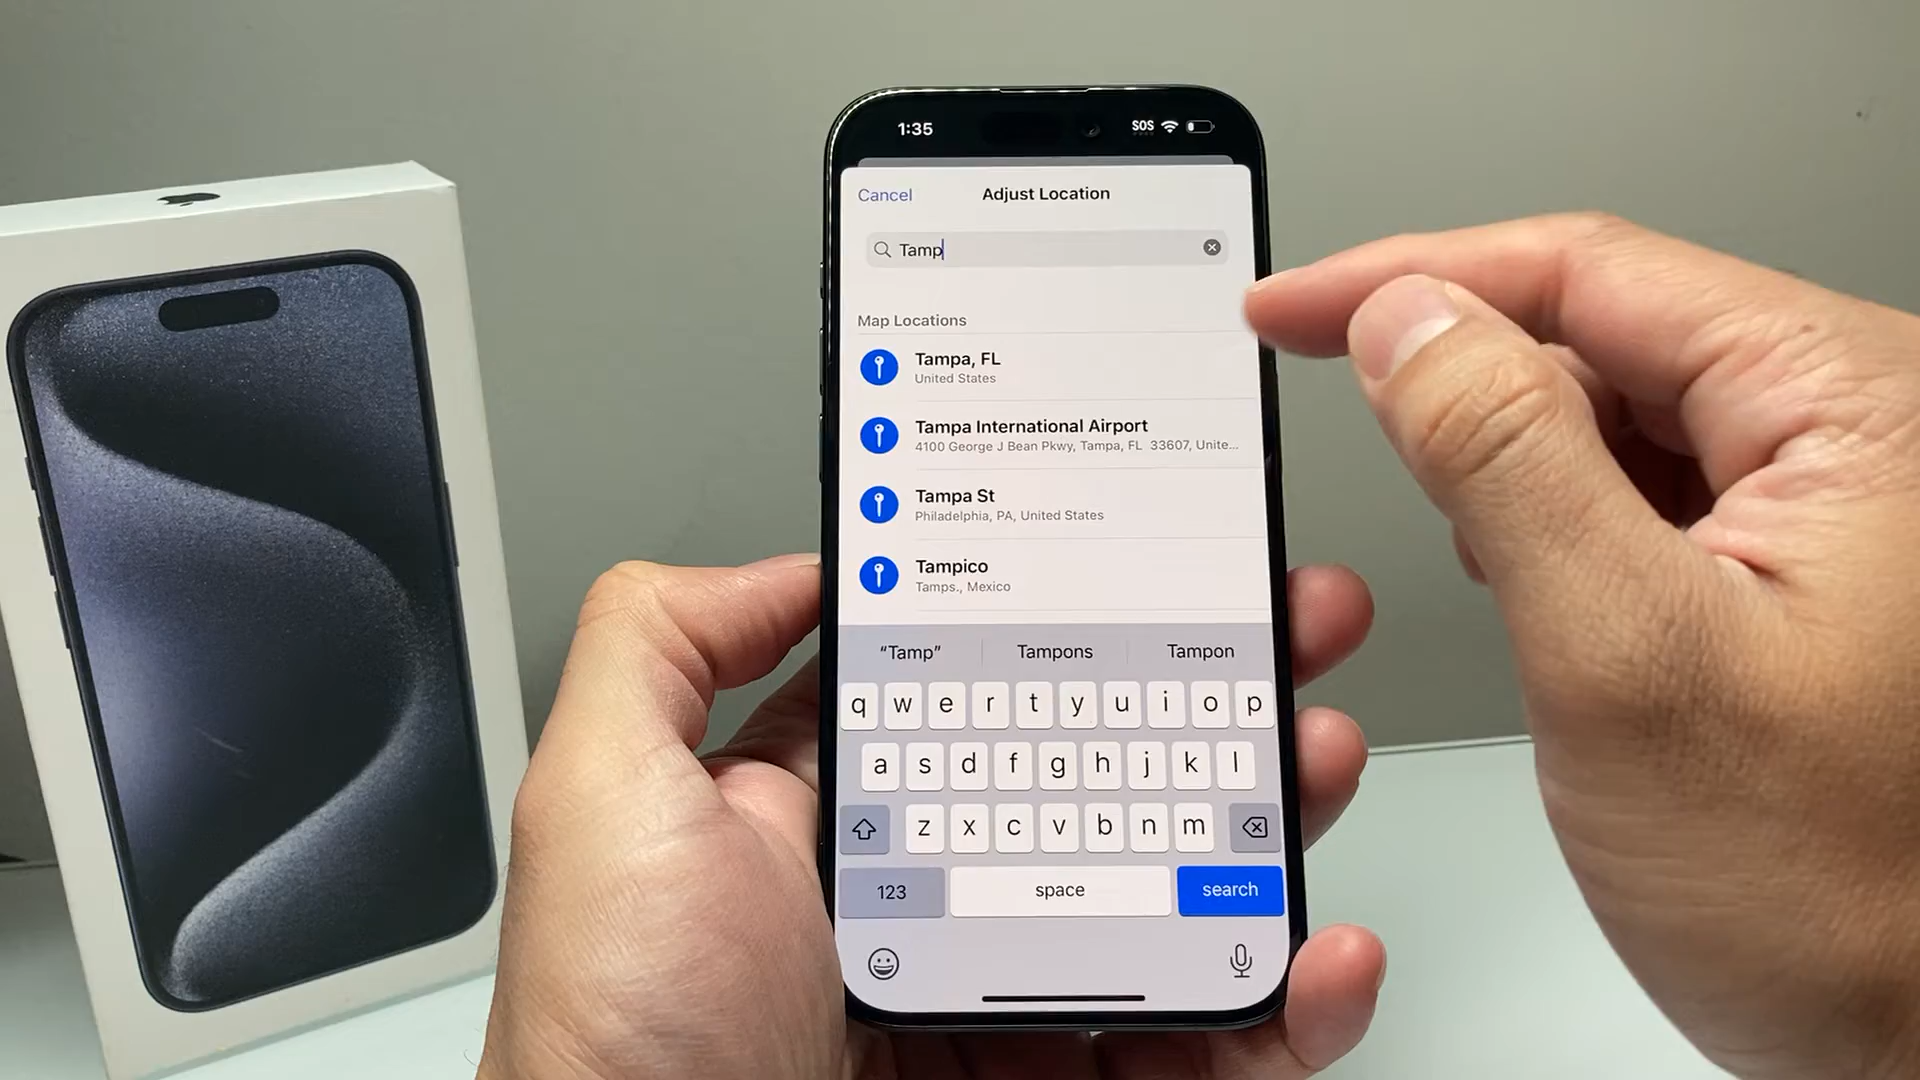 1:35 SOS
Cancel Adjust Location
Tamp
Map Locations
Tampa, FL
United States
Tampa International Airport
4100 George J Bean Pkwy, Tampa, FL 33607, Unite...
Tampa St
Philadelphia, PA, United States
Tampico
Tamps., Mexico
“Tamp” Tampons Tampon
q w e r t y u i o p
a s d f g h j k l
z x c v b n m
123 space search